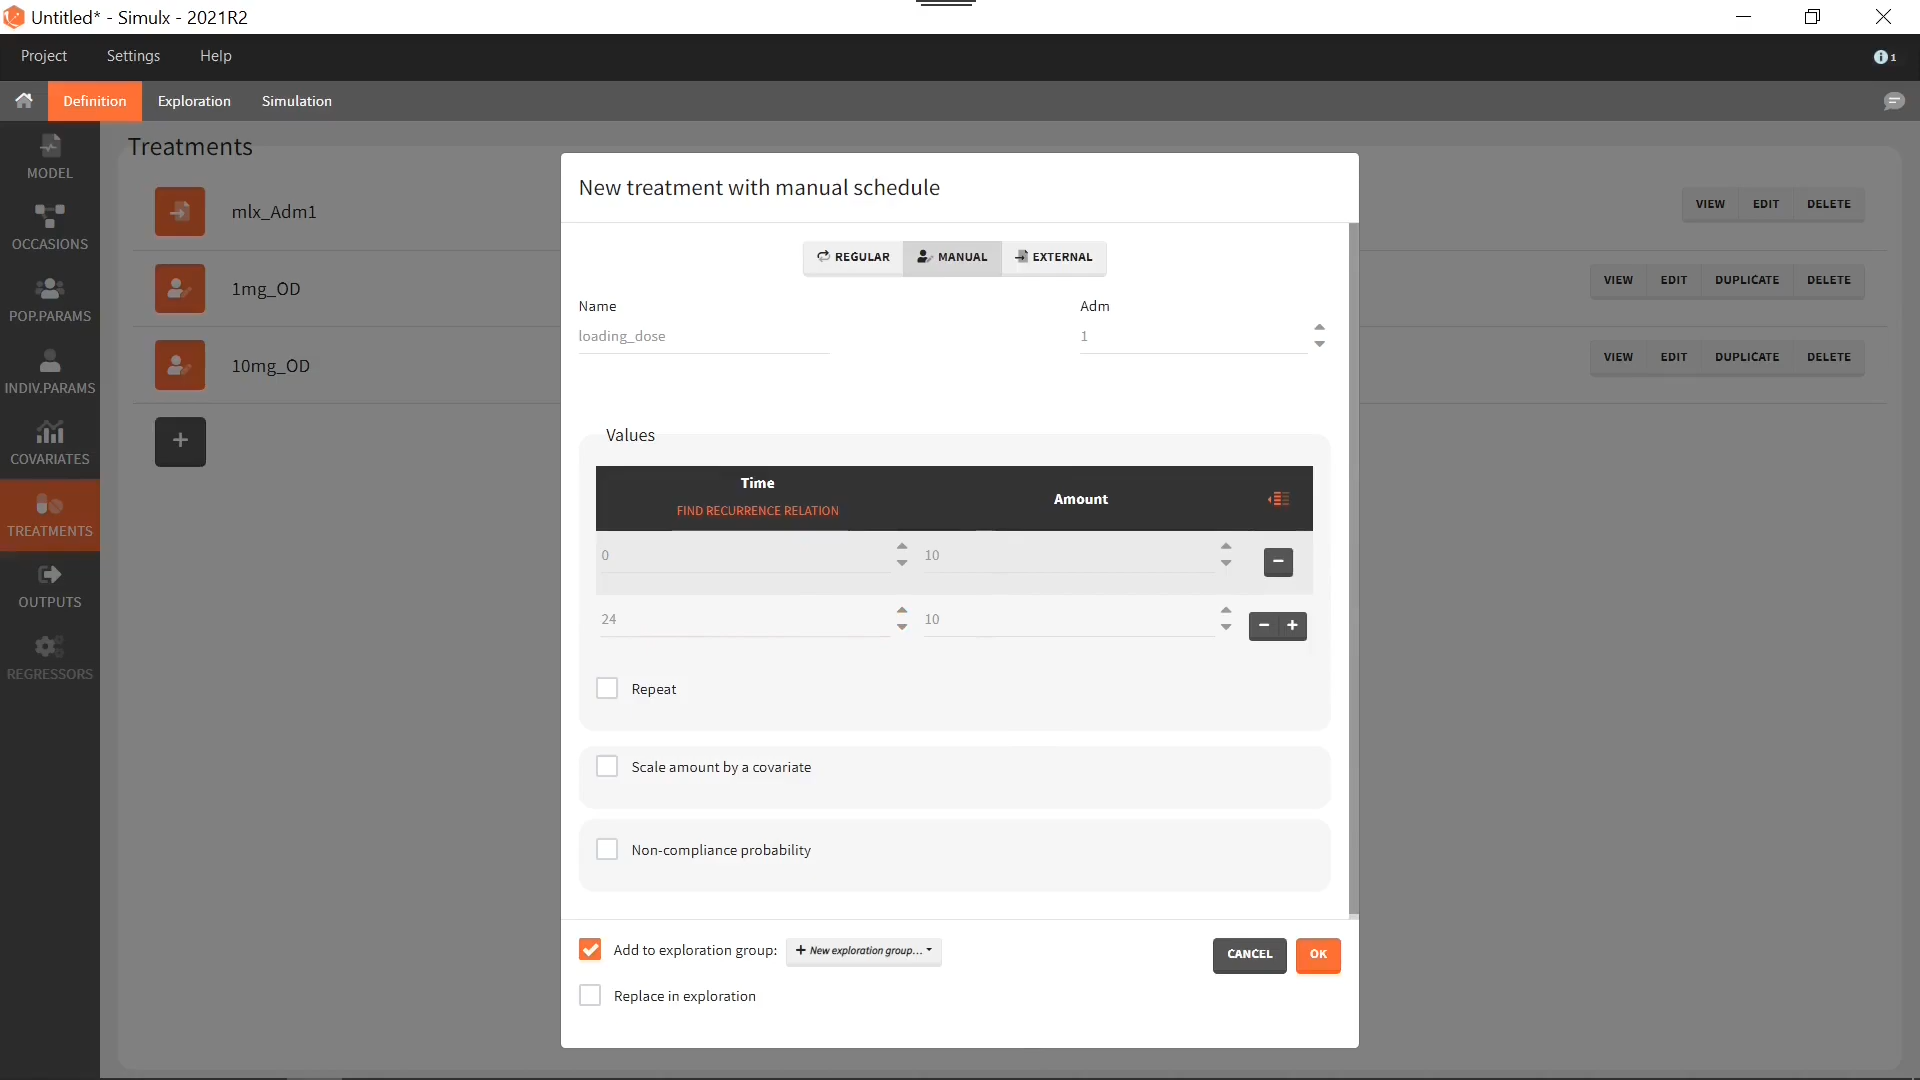 Untitled* - Simulx - 2021R2
Project Settings Help
1
Definition Exploration Simulation
MODEL
OCCASIONS
POP.PARAMS
INDIV.PARAMS
COVARIATES
TREATMENTS
OUTPUTS
REGRESSORS
Treatments
mlx_Adm1
VIEW EDIT DELETE
1mg_OD
VIEW EDIT DUPLICATE DELETE
10mg_OD
VIEW EDIT DUPLICATE DELETE
+
New treatment with manual schedule
REGULAR MANUAL EXTERNAL
Name Adm
loading_dose 1
Values
Time Amount
FIND RECURRENCE RELATION
0 10 −
24 10 − +
Repeat
Scale amount by a covariate
Non-compliance probability
Add to exploration group: + New exploration group...
CANCEL OK
Replace in exploration